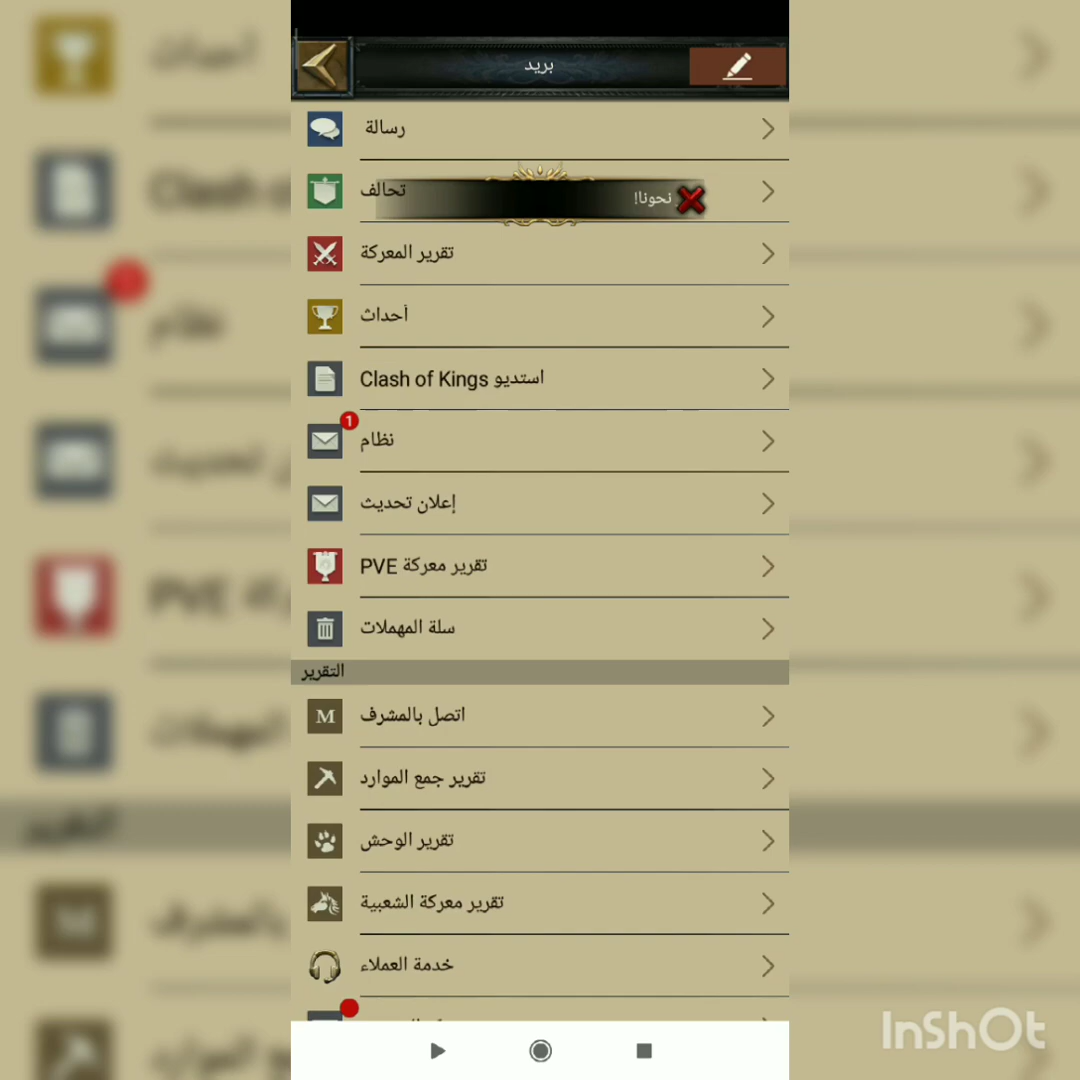 بريد
رسالة
تحالف
نحونا!
تقرير المعركة
أحداث
استديو Clash of Kings
1
نظام
إعلان تحديث
تقرير معركة PVE
سلة المهملات
التقرير
M
اتصل بالمشرف
تقرير جمع الموارد
تقرير الوحش
تقرير معركة الشعبية
خدمة العملاء
InShOt